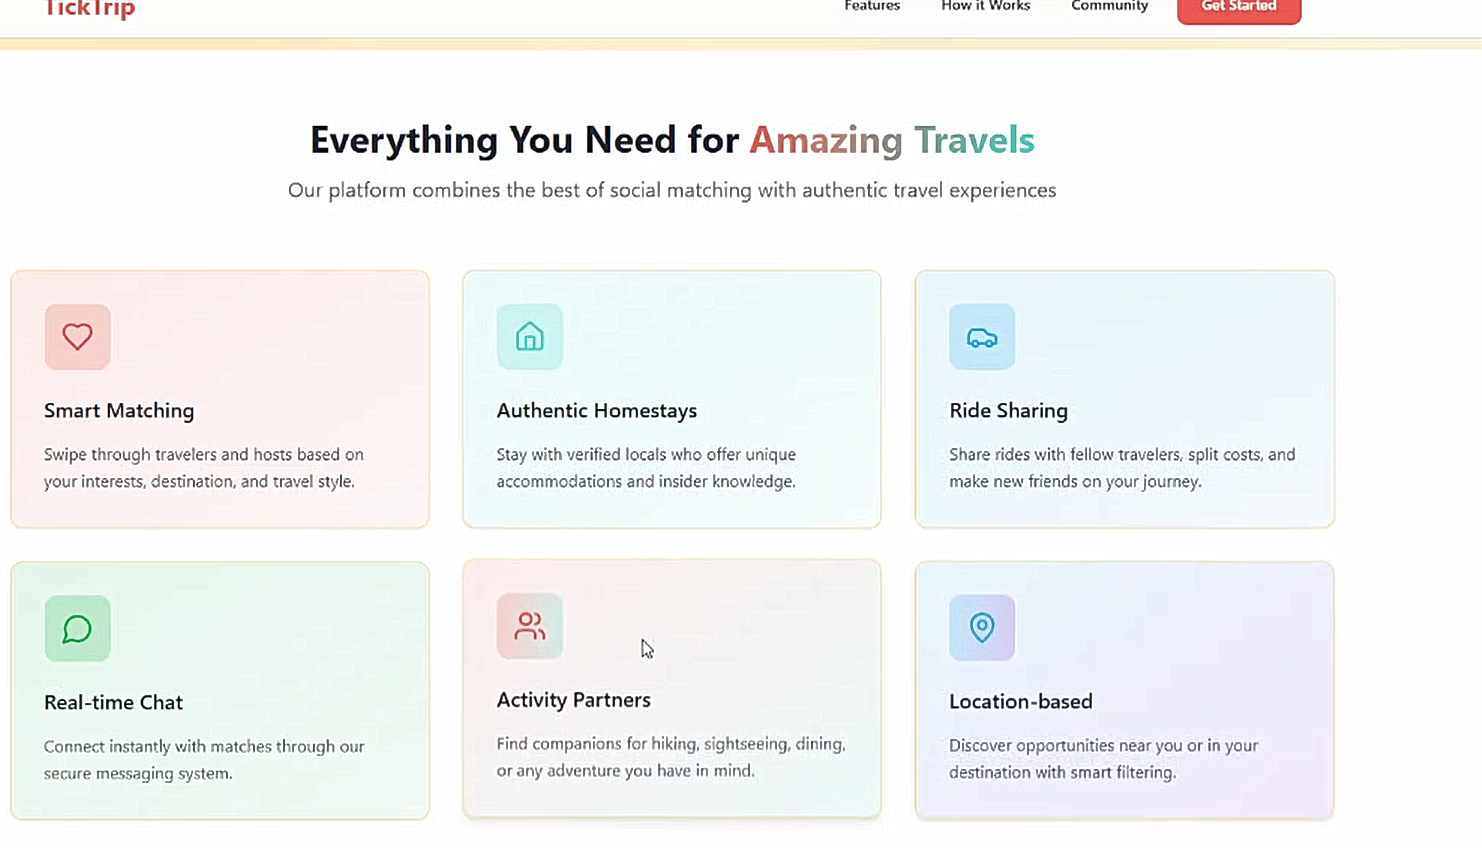 TickTrip
Features How it Works Community Get Started
Everything You Need for Amazing Travels
Our platform combines the best of social matching with authentic travel experiences
Smart Matching
Swipe through travelers and hosts based on
your interests, destination, and travel style.
Authentic Homestays
Stay with verified locals who offer unique
accommodations and insider knowledge.
Ride Sharing
Share rides with fellow travelers, split costs, and
make new friends on your journey.
Real-time Chat
Connect instantly with matches through our
secure messaging system.
Activity Partners
Find companions for hiking, sightseeing, dining,
or any adventure you have in mind.
Location-based
Discover opportunities near you or in your
destination with smart filtering.